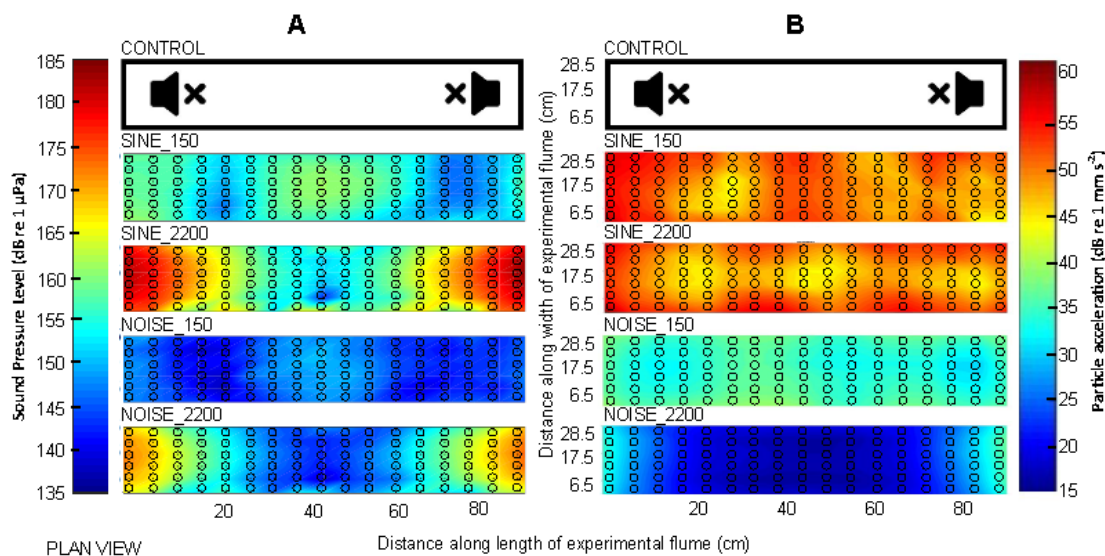 A
B
CONTROL
CONTROL
SINE_150
SINE_150
SINE_2200
SINE_2200
NOISE_150
NOISE_150
NOISE_2200
NOISE_2200
Sound Pressure Level (dB re 1 µPa)
185
180
175
170
165
160
155
150
145
140
135
Distance along width of experimental flume (cm)
28.5
17.5
6.5
28.5
17.5
6.5
28.5
17.5
6.5
28.5
17.5
6.5
28.5
17.5
6.5
60
55
50
45
40
35
30
25
20
15
Particle acceleration (dB re 1 mm s⁻²)
20 40 60 80
20 40 60 80
PLAN VIEW
Distance along length of experimental flume (cm)